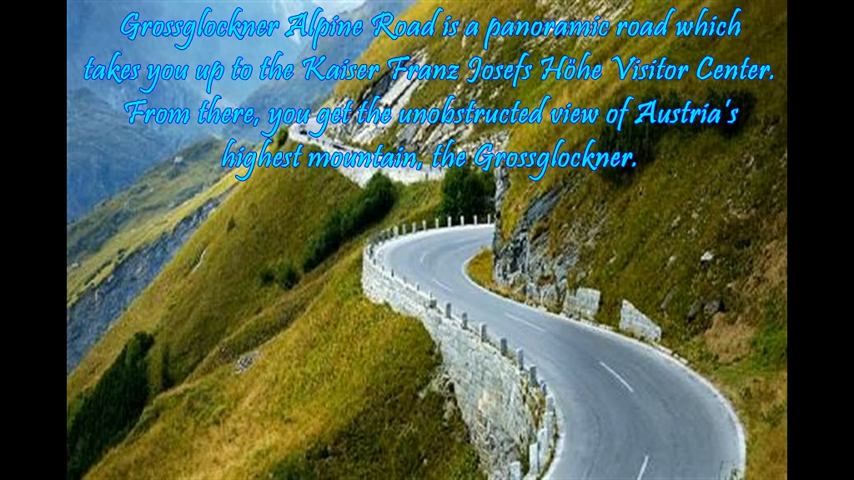 Grossglockner Alpine Road is a panoramic road which
takes you up to the Kaiser Franz Josefs Höhe Visitor Center.
From there, you get the unobstructed view of Austria's
highest mountain, the Grossglockner.